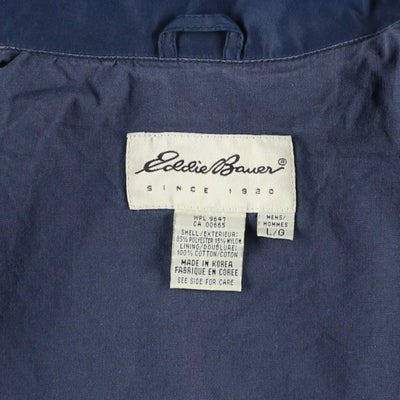 Eddie Bauer®
SINCE 1920
MENS/
HOMMES
L/G
WPL 9647
CA 00665
SHELL/EXTERIEUR:
85% POLYESTER 15% NYLON
LINING/DOUBLURE:
100% COTTON/COTON
MADE IN KOREA
FABRIQUE EN COREE
SEE SIDE FOR CARE